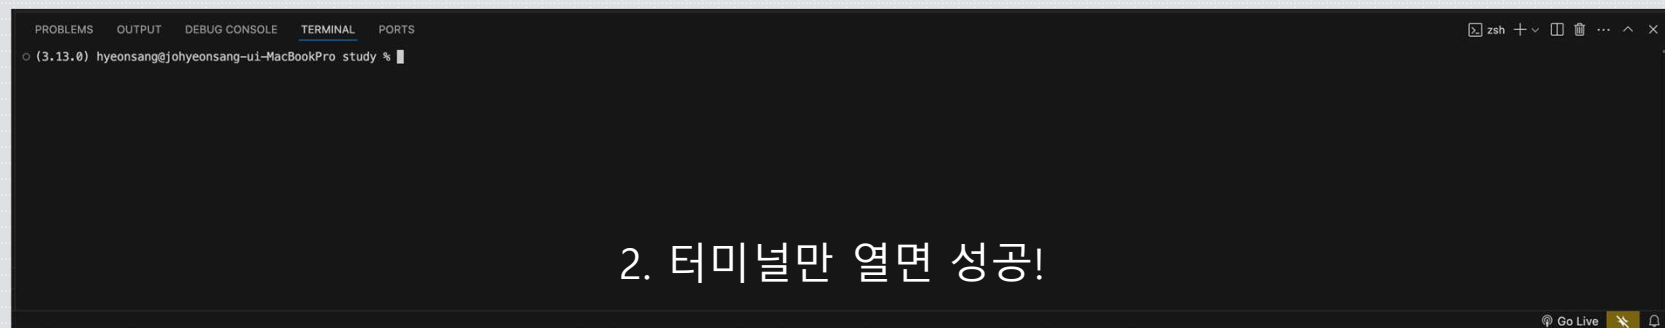 PROBLEMS OUTPUT DEBUG CONSOLE TERMINAL PORTS zsh
(3.13.0) hyeonsang@johyeonsang-ui-MacBookPro study %
2. 터미널만 열면 성공!
Go Live